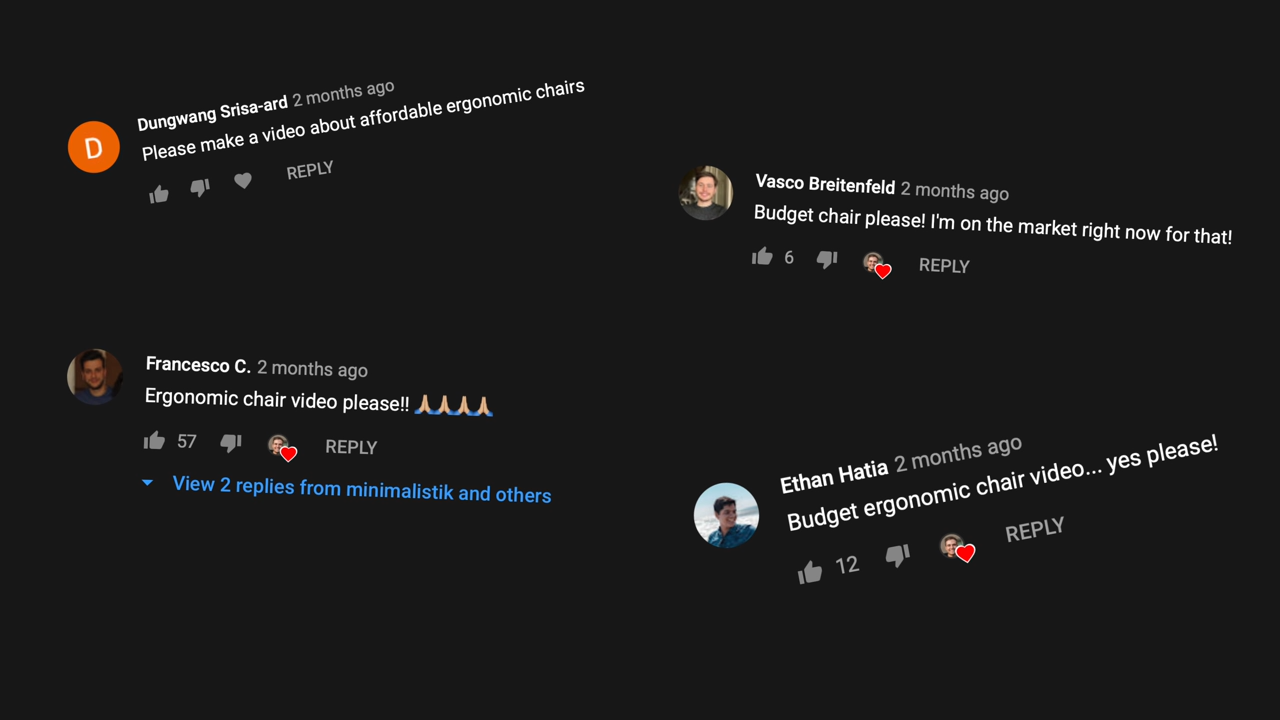 D
Dungwang Srisa-ard 2 months ago
Please make a video about affordable ergonomic chairs
REPLY
Vasco Breitenfeld 2 months ago
Budget chair please! I'm on the market right now for that!
6 REPLY
Francesco C. 2 months ago
Ergonomic chair video please!! 🙏🏼🙏🏼🙏🏼🙏🏼
57 REPLY
View 2 replies from minimalistik and others
Ethan Hatia 2 months ago
Budget ergonomic chair video... yes please!
12 REPLY